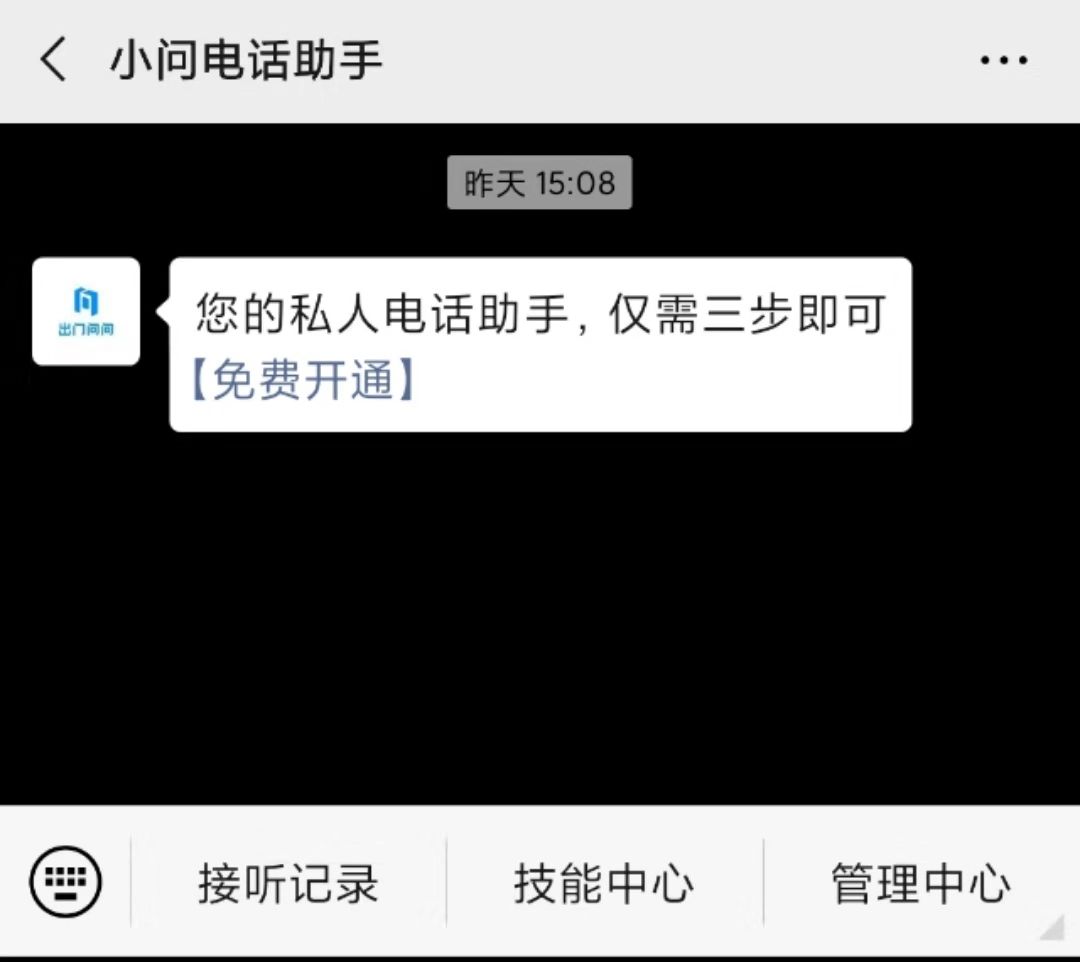 小问电话助手
昨天 15:08
出门问问
您的私人电话助手，仅需三步即可
【免费开通】
接听记录
技能中心
管理中心